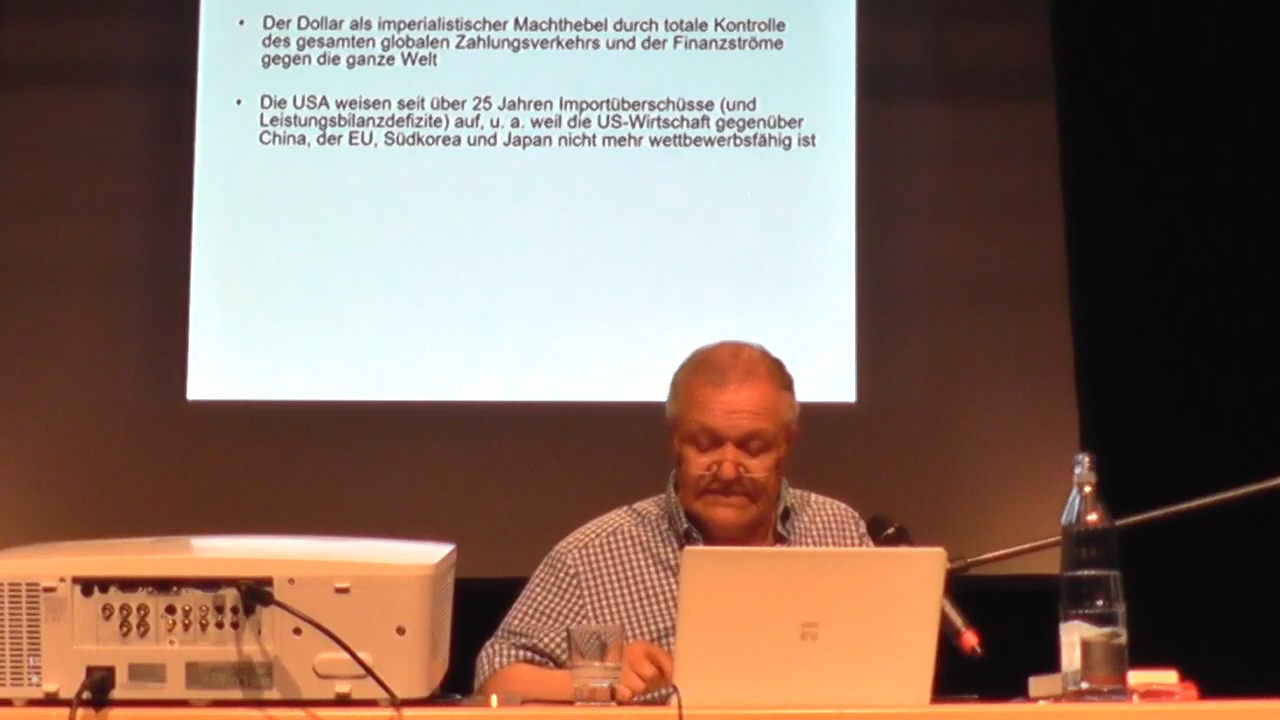 • Der Dollar als imperialistischer Machthebel durch totale Kontrolle
des gesamten globalen Zahlungsverkehrs und der Finanzströme
gegen die ganze Welt
• Die USA weisen seit über 25 Jahren Importüberschüsse (und
Leistungsbilanzdefizite) auf, u. a. weil die US-Wirtschaft gegenüber
China, der EU, Südkorea und Japan nicht mehr wettbewerbsfähig ist